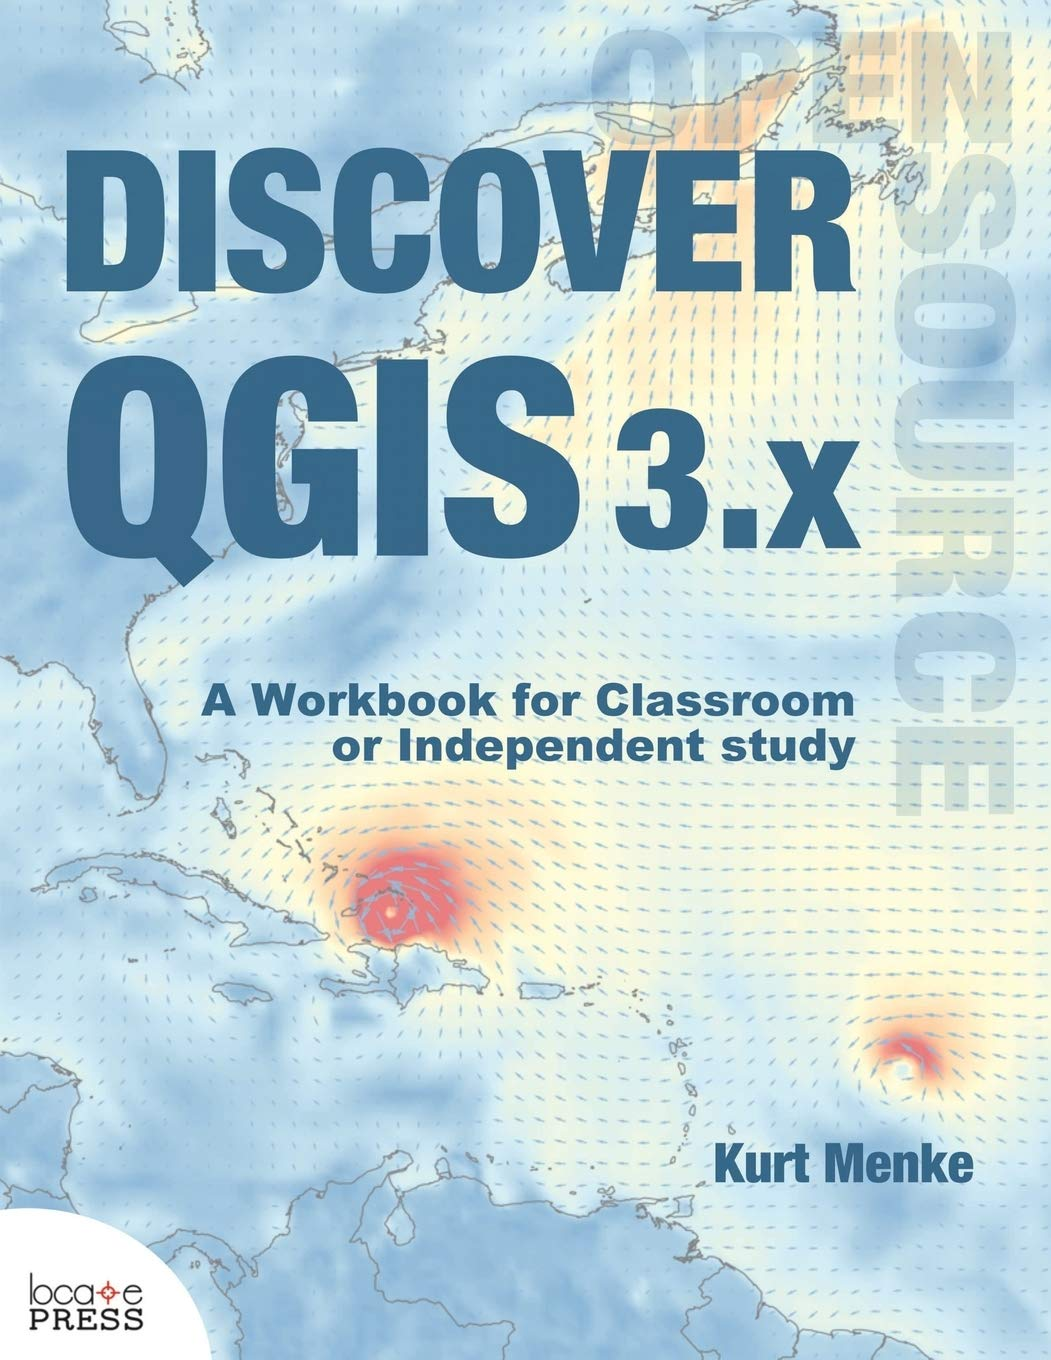 OPEN
SOURCE
DISCOVER
QGIS 3.x
A Workbook for Classroom
or Independent study
Kurt Menke
locate
PRESS